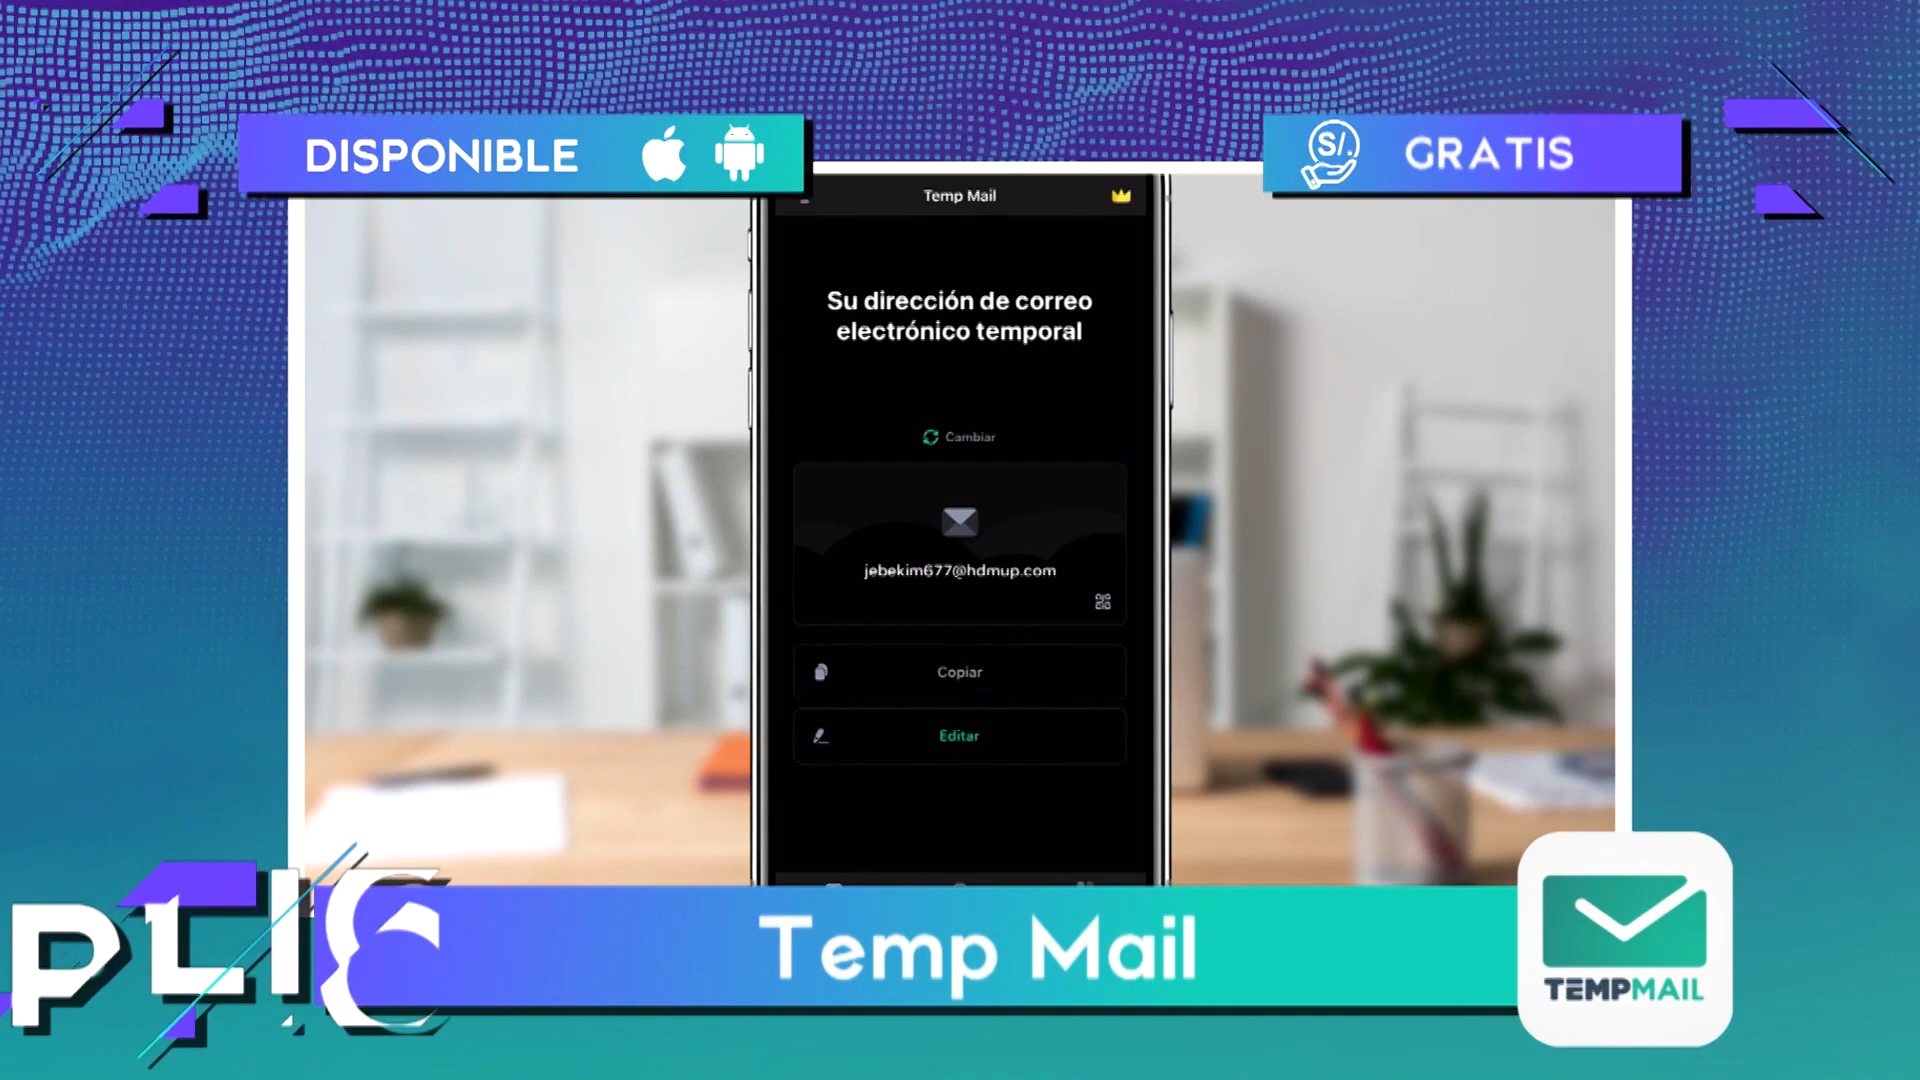 DISPONIBLE
S/. GRATIS
Temp Mail
Su dirección de correo
electrónico temporal
Cambiar
jebekim677@hdmup.com
Copiar
Editar
Temp Mail
TEMPMAIL